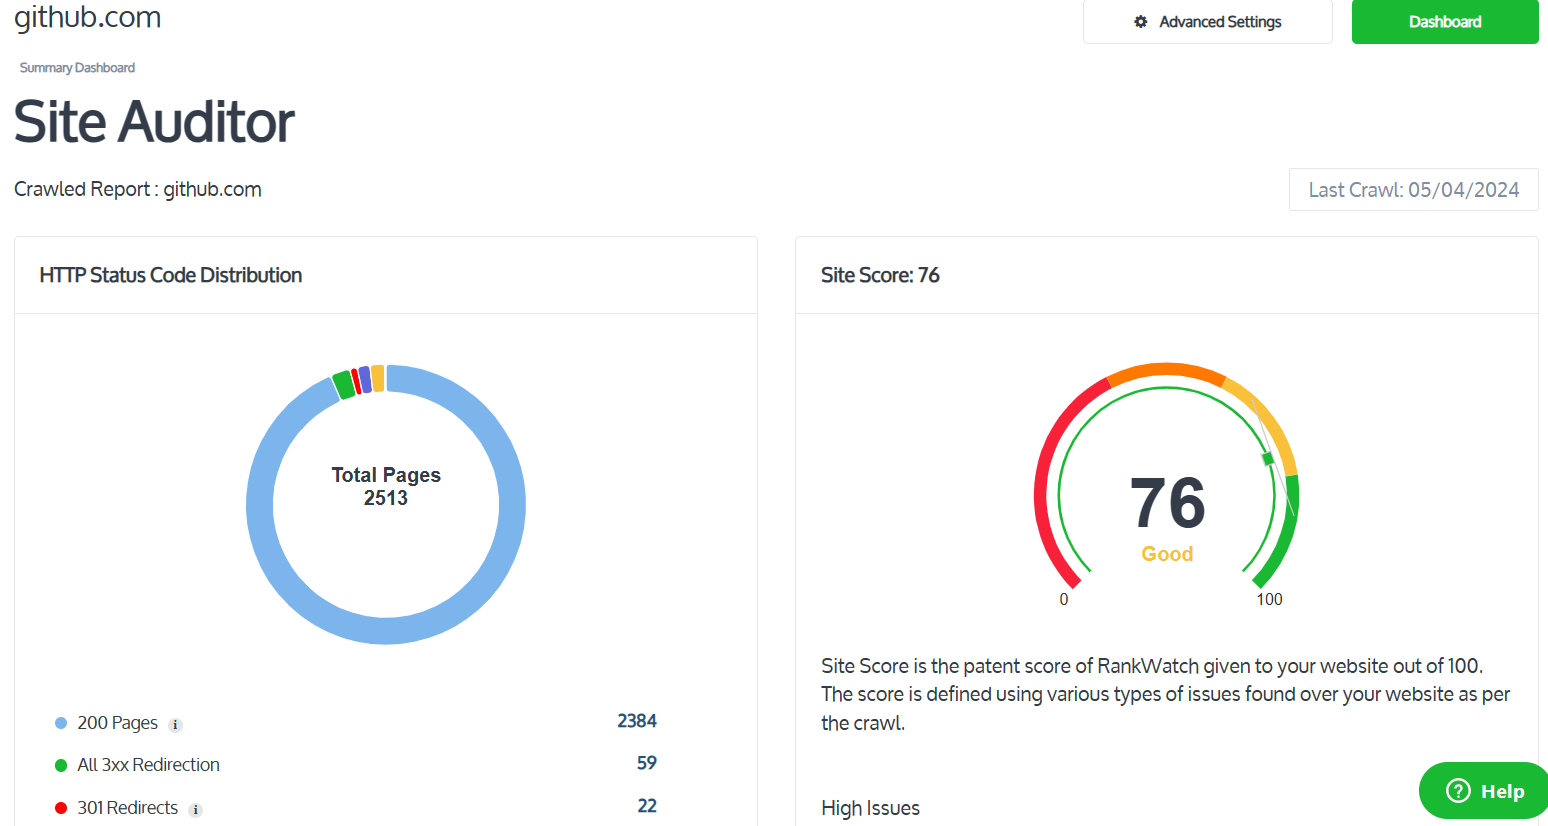 github.com
Advanced Settings
Dashboard
Summary Dashboard
Site Auditor
Crawled Report : github.com
Last Crawl: 05/04/2024
HTTP Status Code Distribution
Total Pages
2513
200 Pages i 2384
All 3xx Redirection 59
301 Redirects i 22
Site Score: 76
76
Good
0 100
Site Score is the patent score of RankWatch given to your website out of 100.
The score is defined using various types of issues found over your website as per
the crawl.
High Issues
? Help